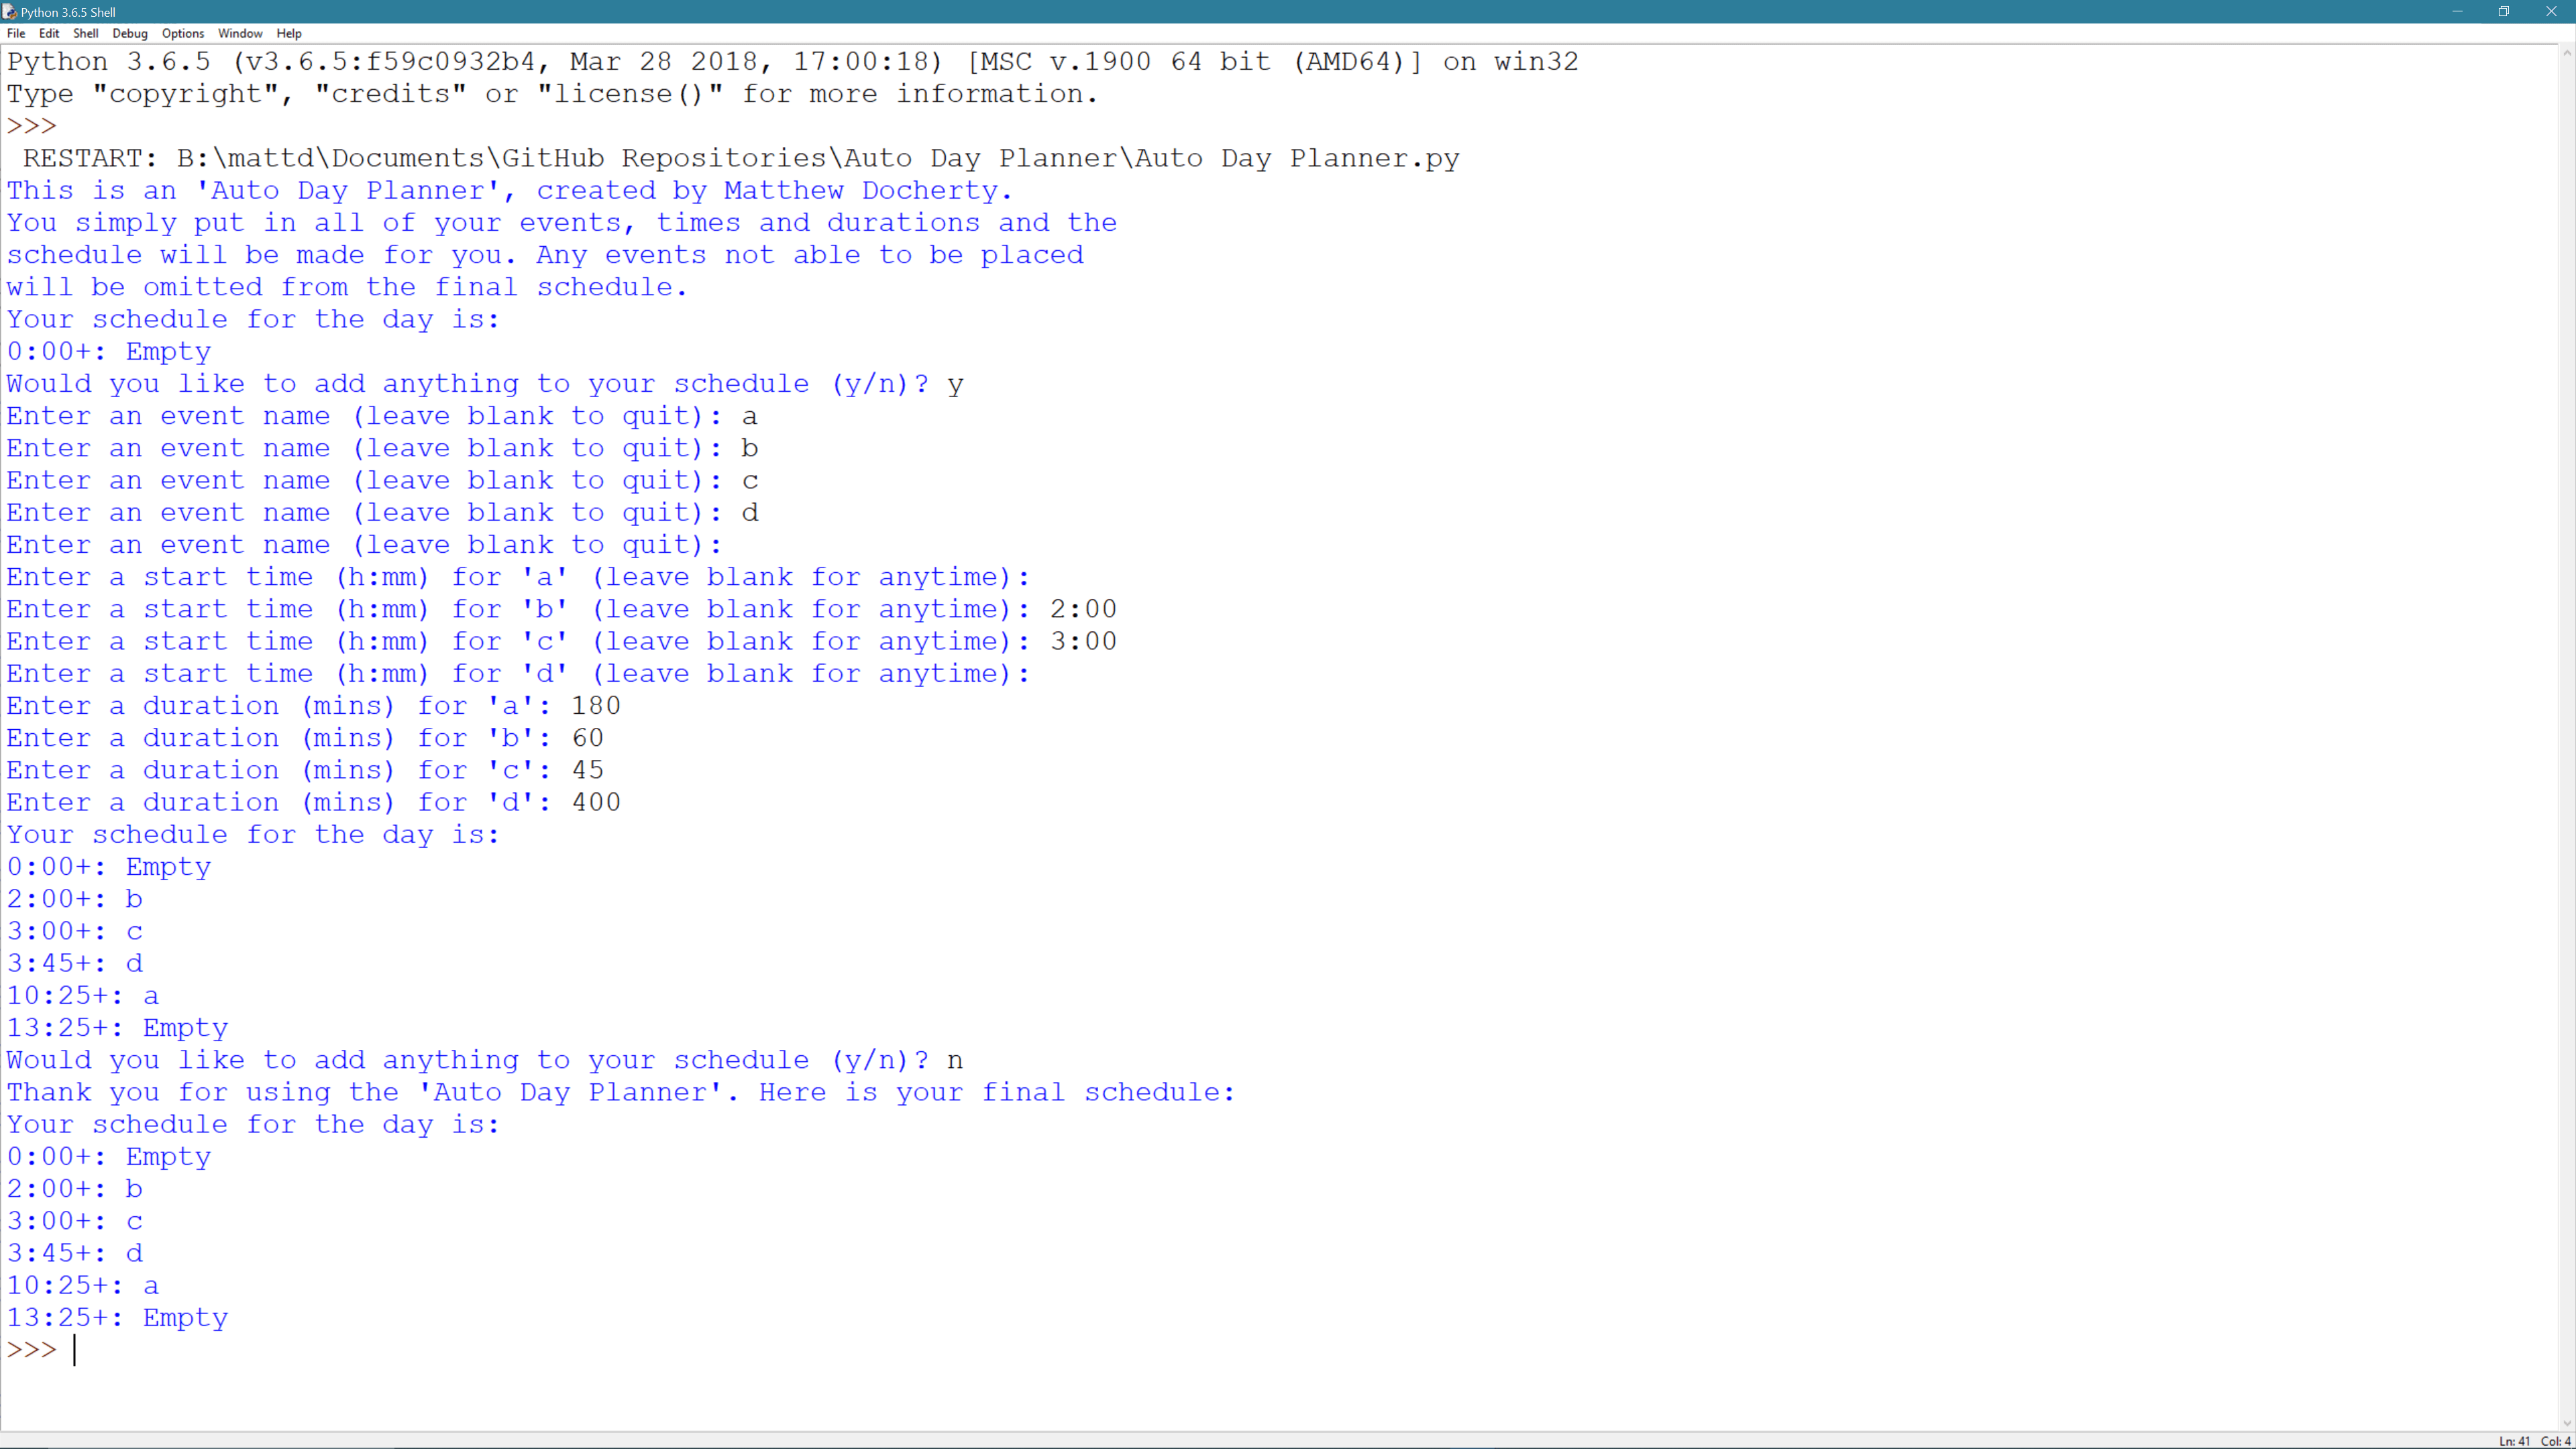 Python 3.6.5 Shell
File Edit Shell Debug Options Window Help
Python 3.6.5 (v3.6.5:f59c0932b4, Mar 28 2018, 17:00:18) [MSC v.1900 64 bit (AMD64)] on win32
Type "copyright", "credits" or "license()" for more information.
>>>
RESTART: B:\mattd\Documents\GitHub Repositories\Auto Day Planner\Auto Day Planner.py
This is an 'Auto Day Planner', created by Matthew Docherty.
You simply put in all of your events, times and durations and the
schedule will be made for you. Any events not able to be placed
will be omitted from the final schedule.
Your schedule for the day is:
0:00+: Empty
Would you like to add anything to your schedule (y/n)? y
Enter an event name (leave blank to quit): a
Enter an event name (leave blank to quit): b
Enter an event name (leave blank to quit): c
Enter an event name (leave blank to quit): d
Enter an event name (leave blank to quit):
Enter a start time (h:mm) for 'a' (leave blank for anytime):
Enter a start time (h:mm) for 'b' (leave blank for anytime): 2:00
Enter a start time (h:mm) for 'c' (leave blank for anytime): 3:00
Enter a start time (h:mm) for 'd' (leave blank for anytime):
Enter a duration (mins) for 'a': 180
Enter a duration (mins) for 'b': 60
Enter a duration (mins) for 'c': 45
Enter a duration (mins) for 'd': 400
Your schedule for the day is:
0:00+: Empty
2:00+: b
3:00+: c
3:45+: d
10:25+: a
13:25+: Empty
Would you like to add anything to your schedule (y/n)? n
Thank you for using the 'Auto Day Planner'. Here is your final schedule:
Your schedule for the day is:
0:00+: Empty
2:00+: b
3:00+: c
3:45+: d
10:25+: a
13:25+: Empty
>>>
Ln: 41 Col: 4